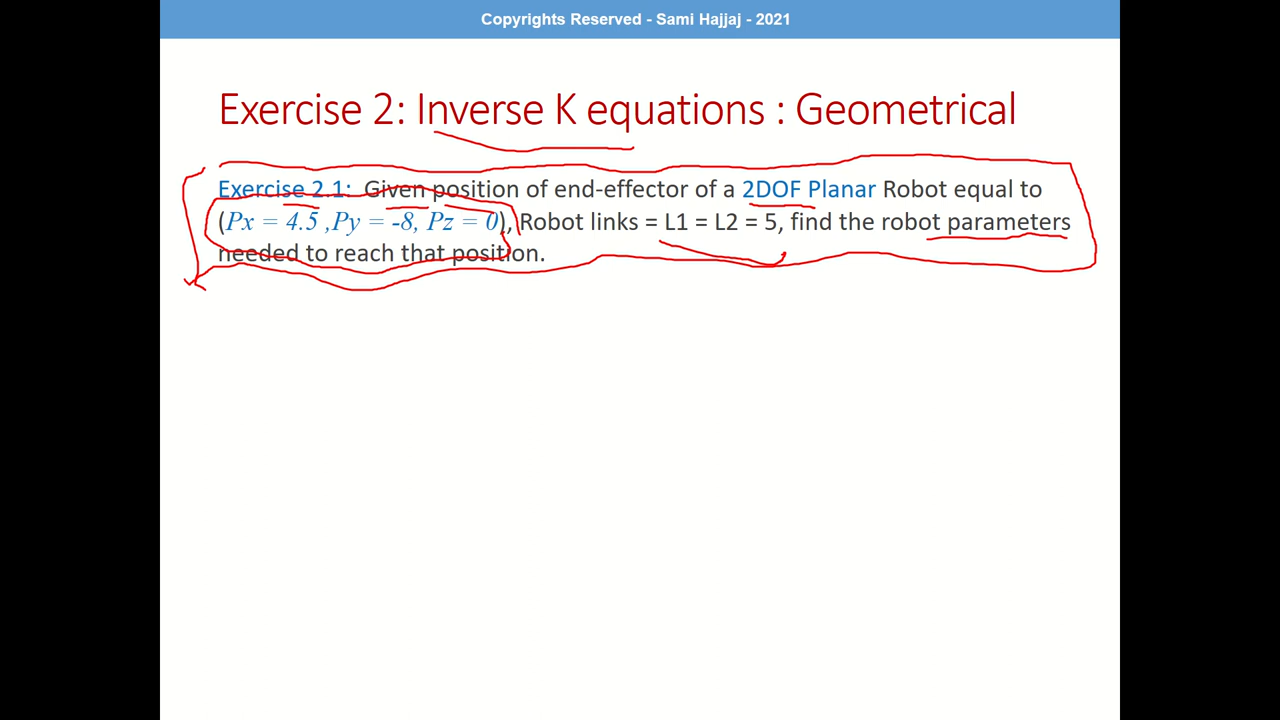 Copyrights Reserved - Sami Hajjaj - 2021
Exercise 2: Inverse K equations : Geometrical
Exercise 2.1: Given position of end-effector of a 2DOF Planar Robot equal to
(Px = 4.5 ,Py = -8, Pz = 0), Robot links = L1 = L2 = 5, find the robot parameters
needed to reach that position.